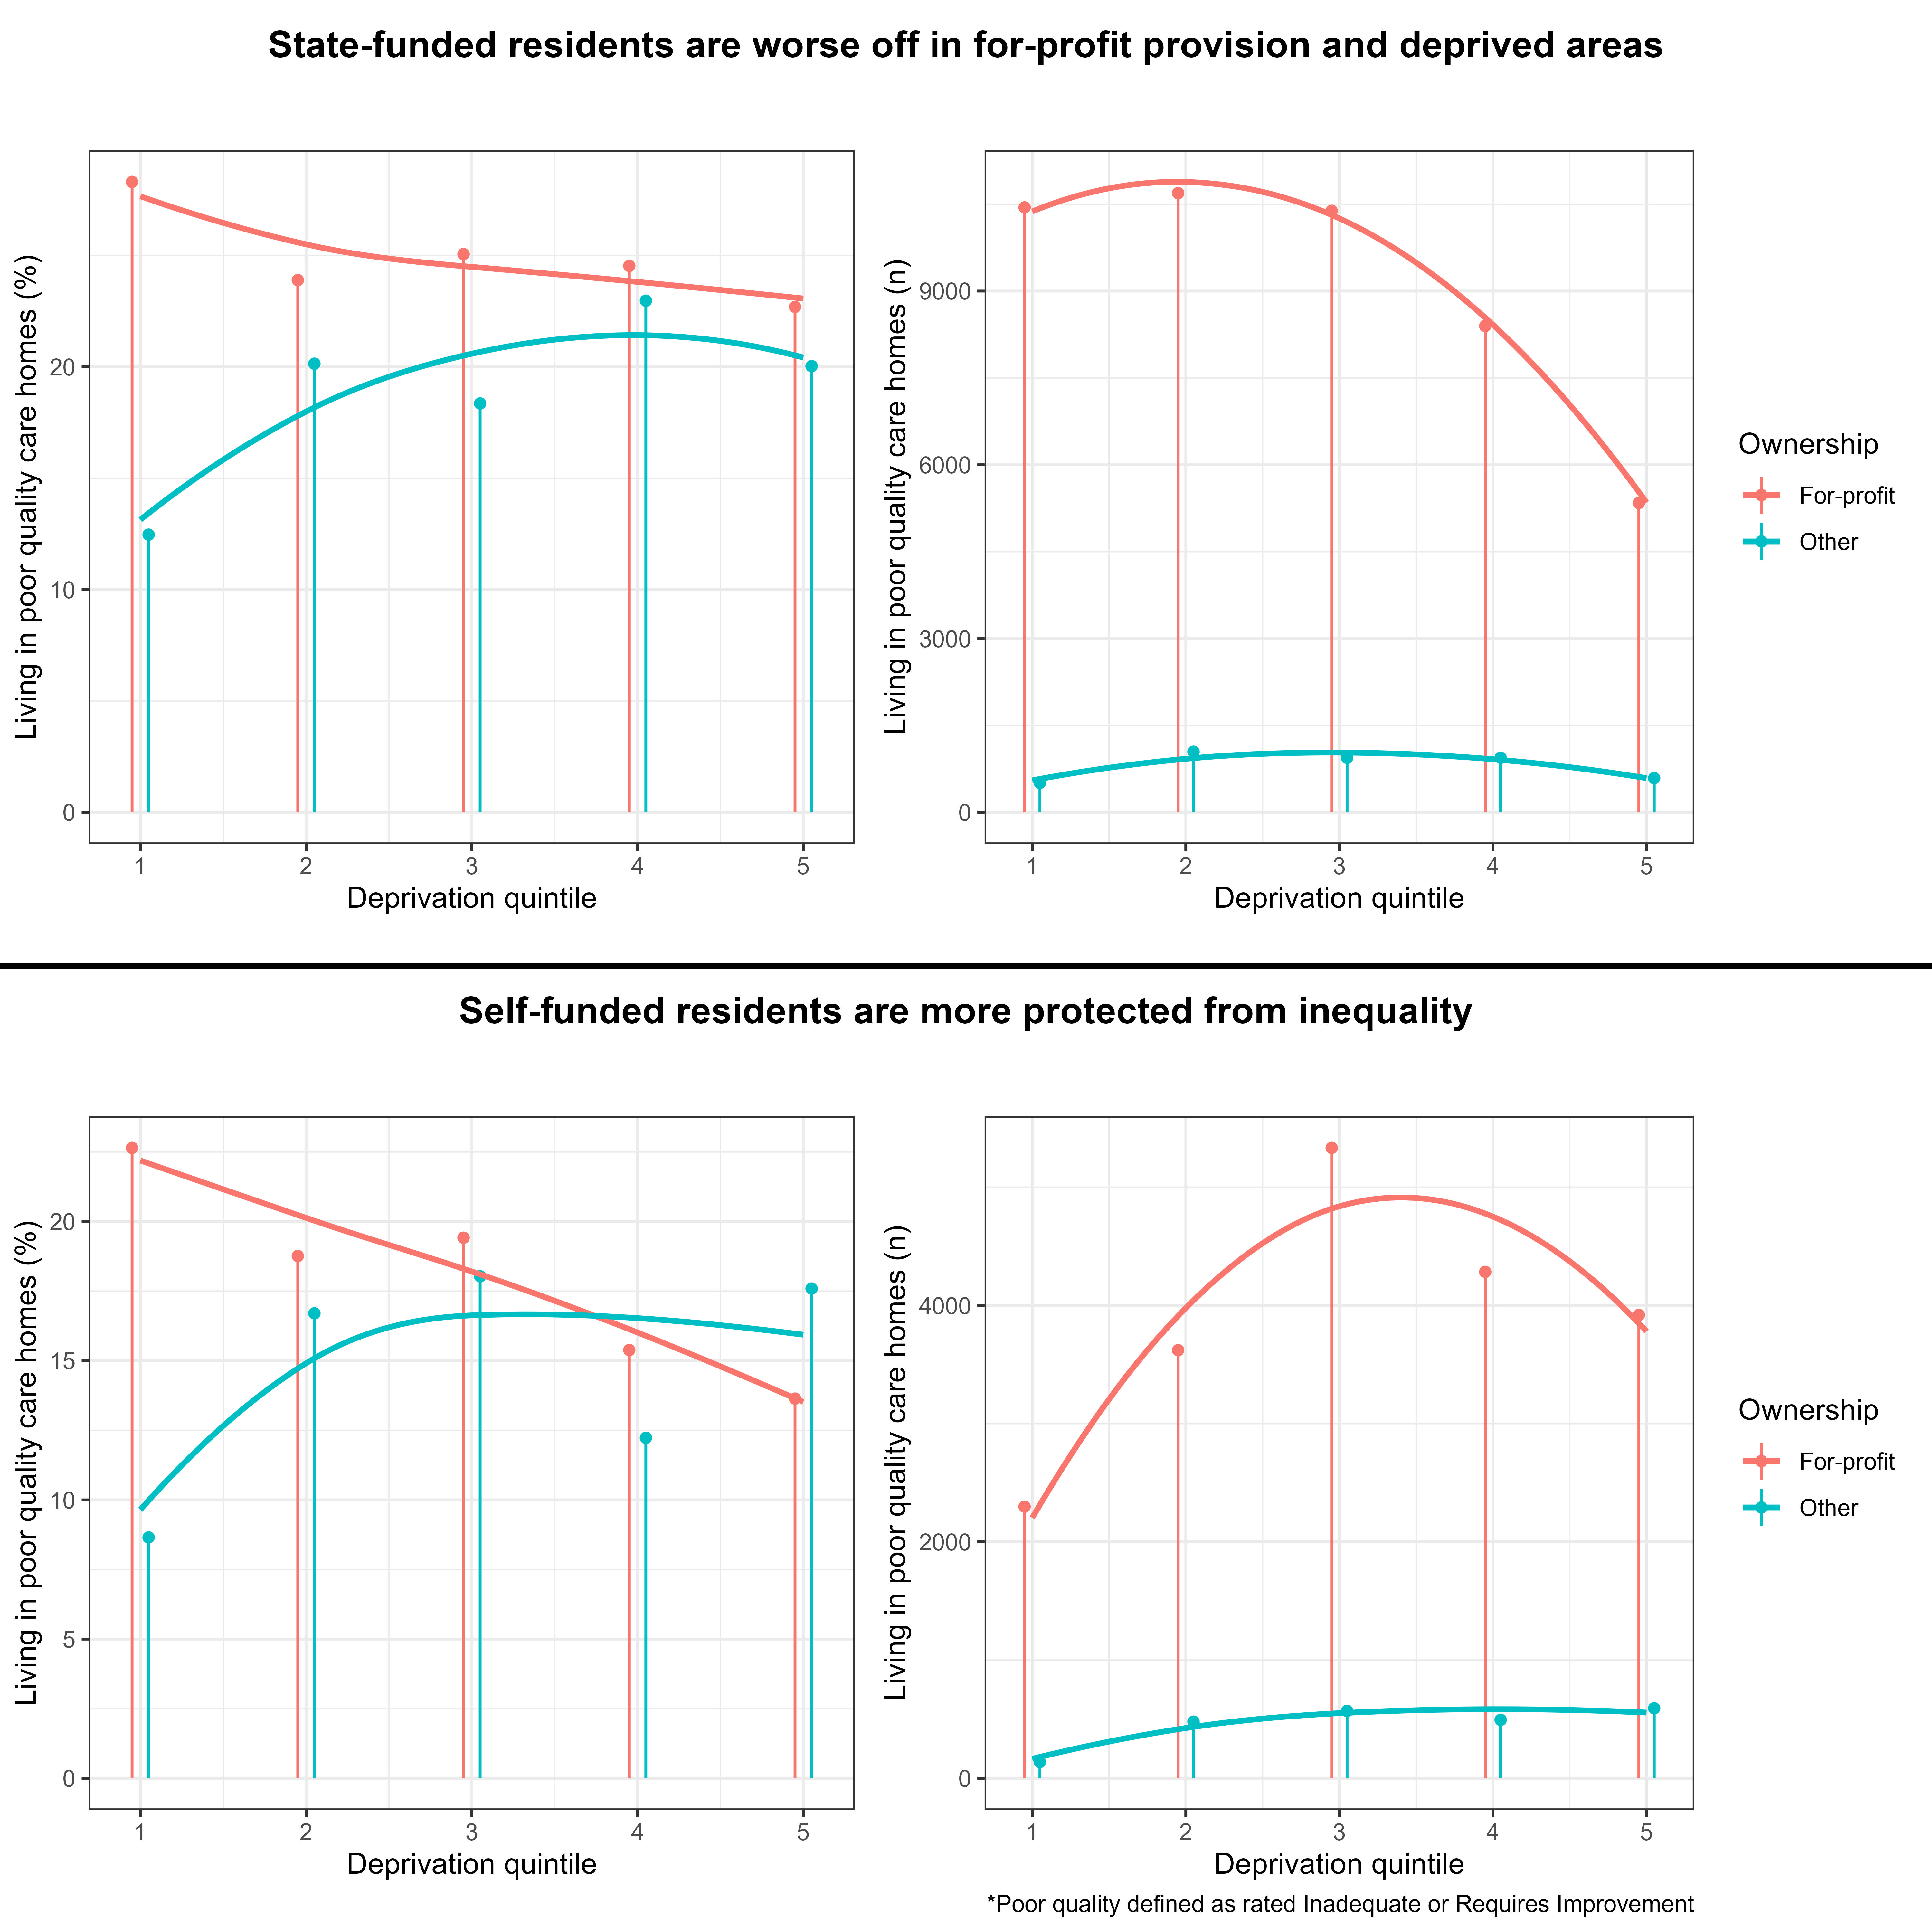 State-funded residents are worse off in for-profit provision and deprived areas
Living in poor quality care homes (%)
20
10
0
1 2 3 4 5
Deprivation quintile
Living in poor quality care homes (n)
9000
6000
3000
0
1 2 3 4 5
Deprivation quintile
Ownership
For-profit
Other
Self-funded residents are more protected from inequality
Living in poor quality care homes (%)
20
15
10
5
0
1 2 3 4 5
Deprivation quintile
Living in poor quality care homes (n)
4000
2000
0
1 2 3 4 5
Deprivation quintile
Ownership
For-profit
Other
*Poor quality defined as rated Inadequate or Requires Improvement